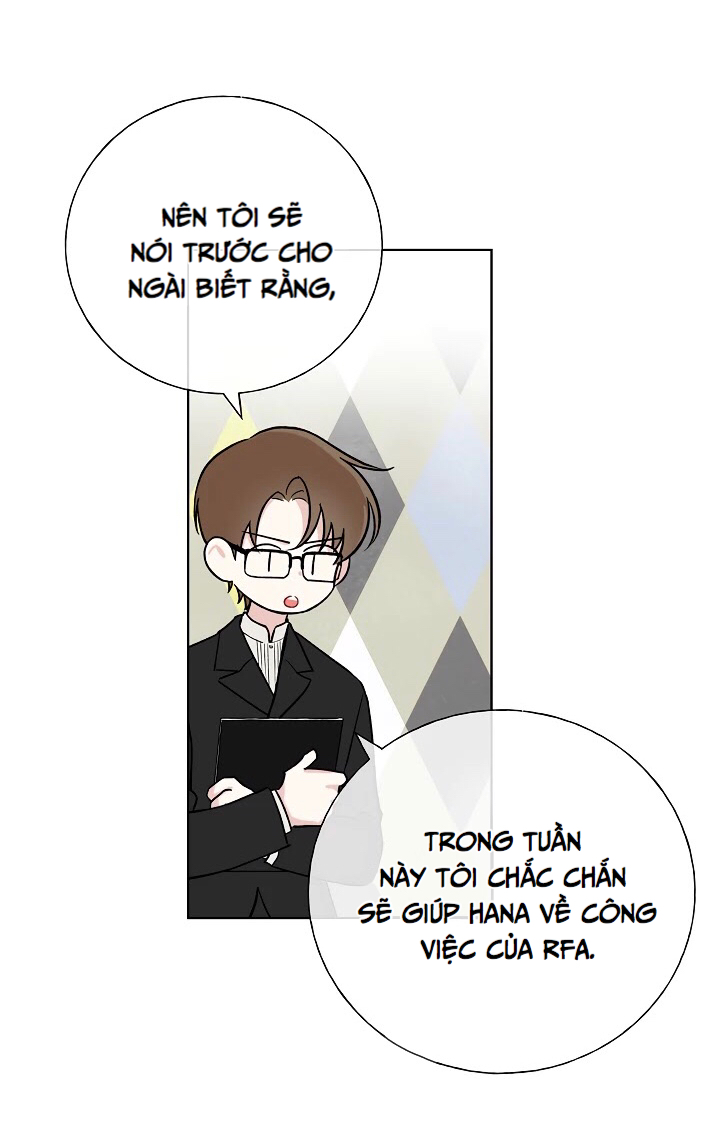 NÊN TÔI SẼ
NÓI TRƯỚC CHO
NGÀI BIẾT RẰNG,
TRONG TUẦN
NÀY TÔI CHẮC CHẮN
SẼ GIÚP HANA VỀ CÔNG
VIỆC CỦA RFA.